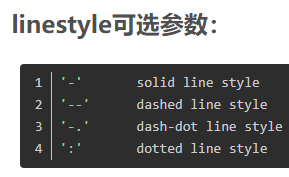 linestyle可选参数：
1 '-' solid line style
2 '--' dashed line style
3 '-.' dash-dot line style
4 ':' dotted line style